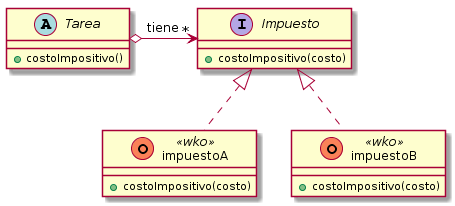 A Tarea
costoImpositivo()
tiene *
I Impuesto
costoImpositivo(costo)
O «wko»
impuestoA
costoImpositivo(costo)
O «wko»
impuestoB
costoImpositivo(costo)